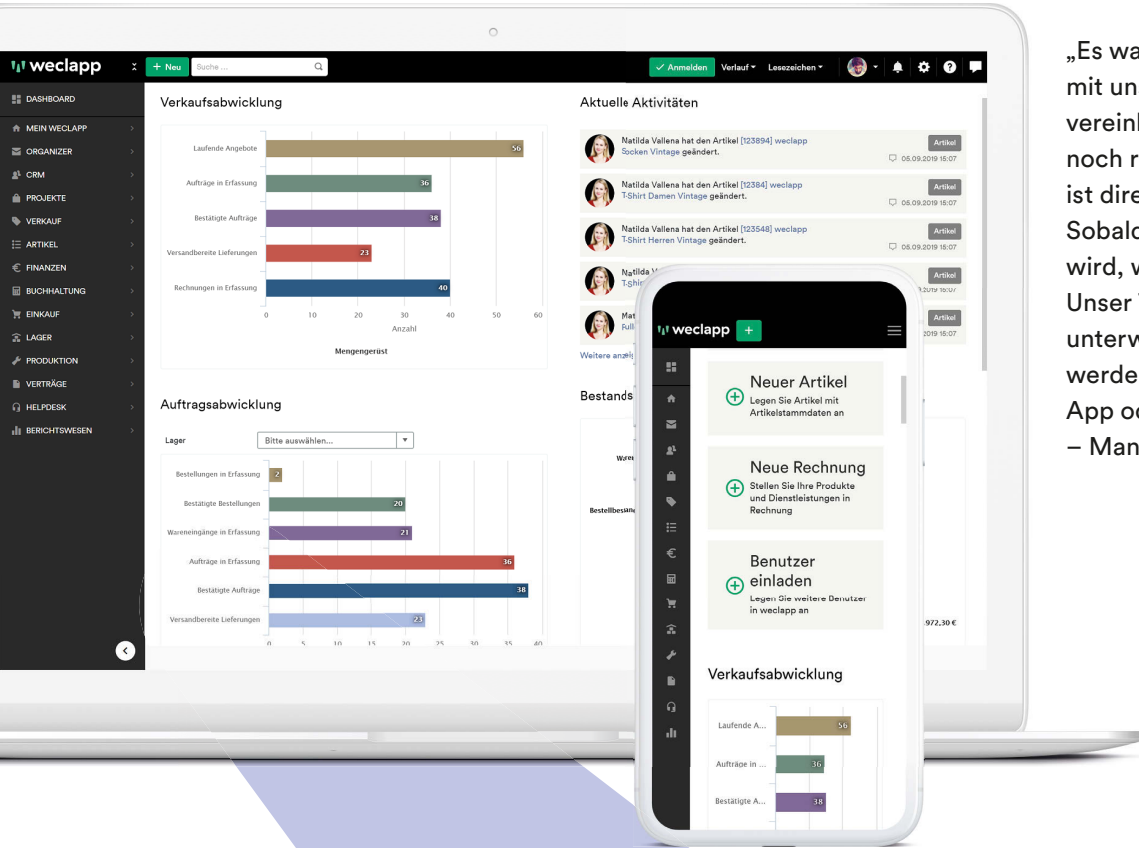 weclapp
+ Neu
Suche ...
Anmelden
Verlauf
Lesezeichen
DASHBOARD
MEIN WECLAPP
ORGANIZER
CRM
PROJEKTE
VERKAUF
ARTIKEL
FINANZEN
BUCHHALTUNG
EINKAUF
LAGER
PRODUKTION
VERTRÄGE
HELPDESK
BERICHTSWESEN
Verkaufsabwicklung
Laufende Angebote 56
Aufträge in Erfassung 36
Bestätigte Aufträge 38
Versandbereite Lieferungen 23
Rechnungen in Erfassung 40
0 10 20 30 40 50 60
Anzahl
Mengengerüst
Auftragsabwicklung
Lager Bitte auswählen...
Bestellungen in Erfassung 2
Bestätigte Bestellungen 20
Wareneingänge in Erfassung 21
Aufträge in Erfassung 36
Bestätigte Aufträge 38
Versandbereite Lieferungen 23
0 5 10 15 20 25 30 35 40
Aktuelle Aktivitäten
Natilda Vallena hat den Artikel [123894] weclapp
Socken Vintage geändert.
Artikel
05.09.2019 15:07
Natilda Vallena hat den Artikel [12384] weclapp
T-Shirt Damen Vintage geändert.
Artikel
05.09.2019 15:07
Natilda Vallena hat den Artikel [123548] weclapp
T-Shirt Herren Vintage geändert.
Artikel
05.09.2019 15:07
Natilda
T-Shir
Artikel
Artikel
2019 15:07
Weitere
Bestands
.972,30 €
weclapp +
Neuer Artikel
Legen Sie Artikel mit
Artikelstammdaten an
Neue Rechnung
Stellen Sie Ihre Produkte
und Dienstleistungen in
Rechnung
Benutzer
einladen
Legen Sie weitere Benutzer
in weclapp an
Verkaufsabwicklung
Laufende A... 56
Aufträge in ... 36
Bestätigte A... 38
„Es wa
mit un
verein
noch r
ist dire
Sobald
wird, w
Unser
unterw
werde
App od
– Man